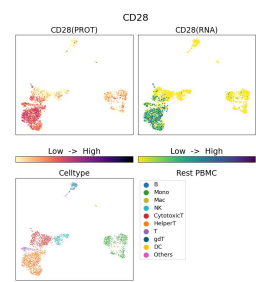 CD28
CD28(PROT)
CD28(RNA)
Low -> High
Low -> High
Celltype
Rest PBMC
B
Mono
Mac
NK
CytotoxicT
HelperT
T
gdT
DC
Others